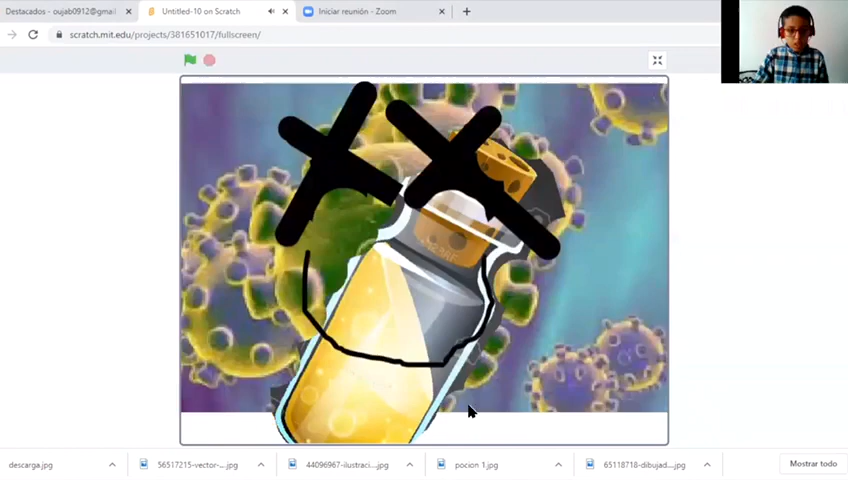 Destacados - oujab0912@gmail
Untitled-10 on Scratch
Iniciar reunión - Zoom
scratch.mit.edu/projects/381651017/fullscreen/
descarga.jpg
56517215-vector-....jpg
44096967-ilustraci....jpg
pocion 1.jpg
65118718-dibujad....jpg
Mostrar todo